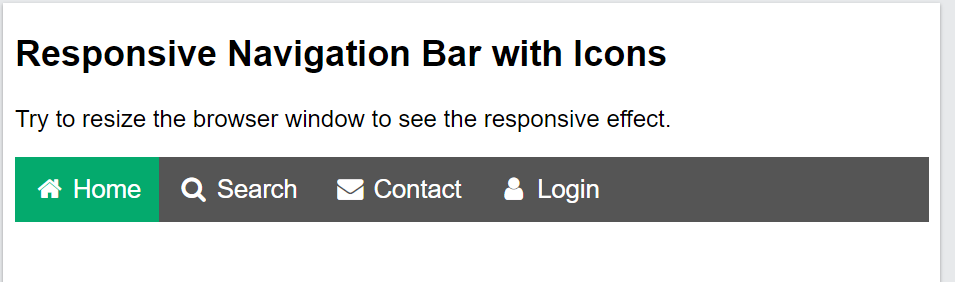 Responsive Navigation Bar with Icons
Try to resize the browser window to see the responsive effect.
Home Search Contact Login